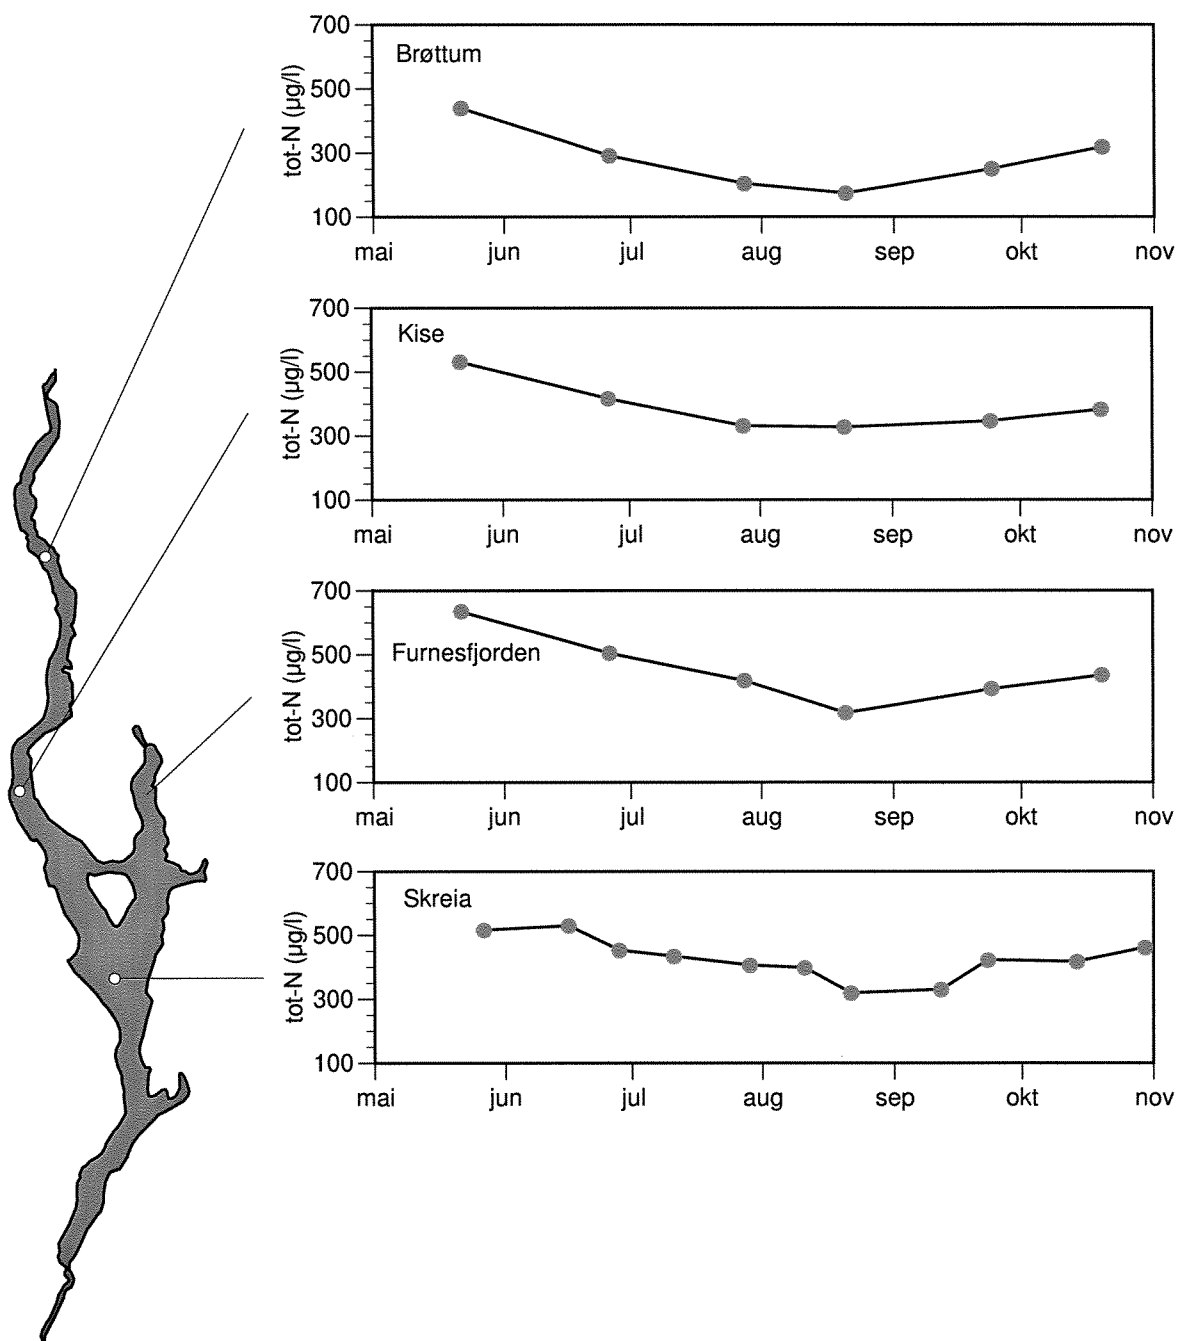 700
Brøttum
500
300
100
tot-N (µg/l)
mai jun jul aug sep okt nov
700
Kise
500
300
100
tot-N (µg/l)
mai jun jul aug sep okt nov
700
500
Furnesfjorden
300
100
tot-N (µg/l)
mai jun jul aug sep okt nov
700
Skreia
500
300
100
tot-N (µg/l)
mai jun jul aug sep okt nov